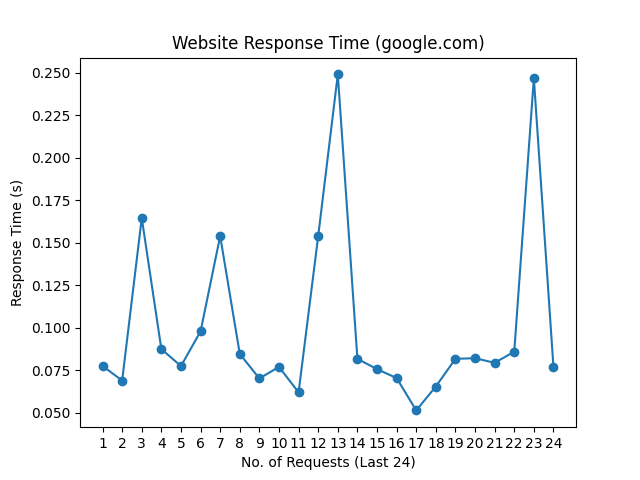 Website Response Time (google.com)
0.250
0.225
0.200
0.175
0.150
0.125
0.100
0.075
0.050
Response Time (s)
1 2 3 4 5 6 7 8 9 10 11 12 13 14 15 16 17 18 19 20 21 22 23 24
No. of Requests (Last 24)